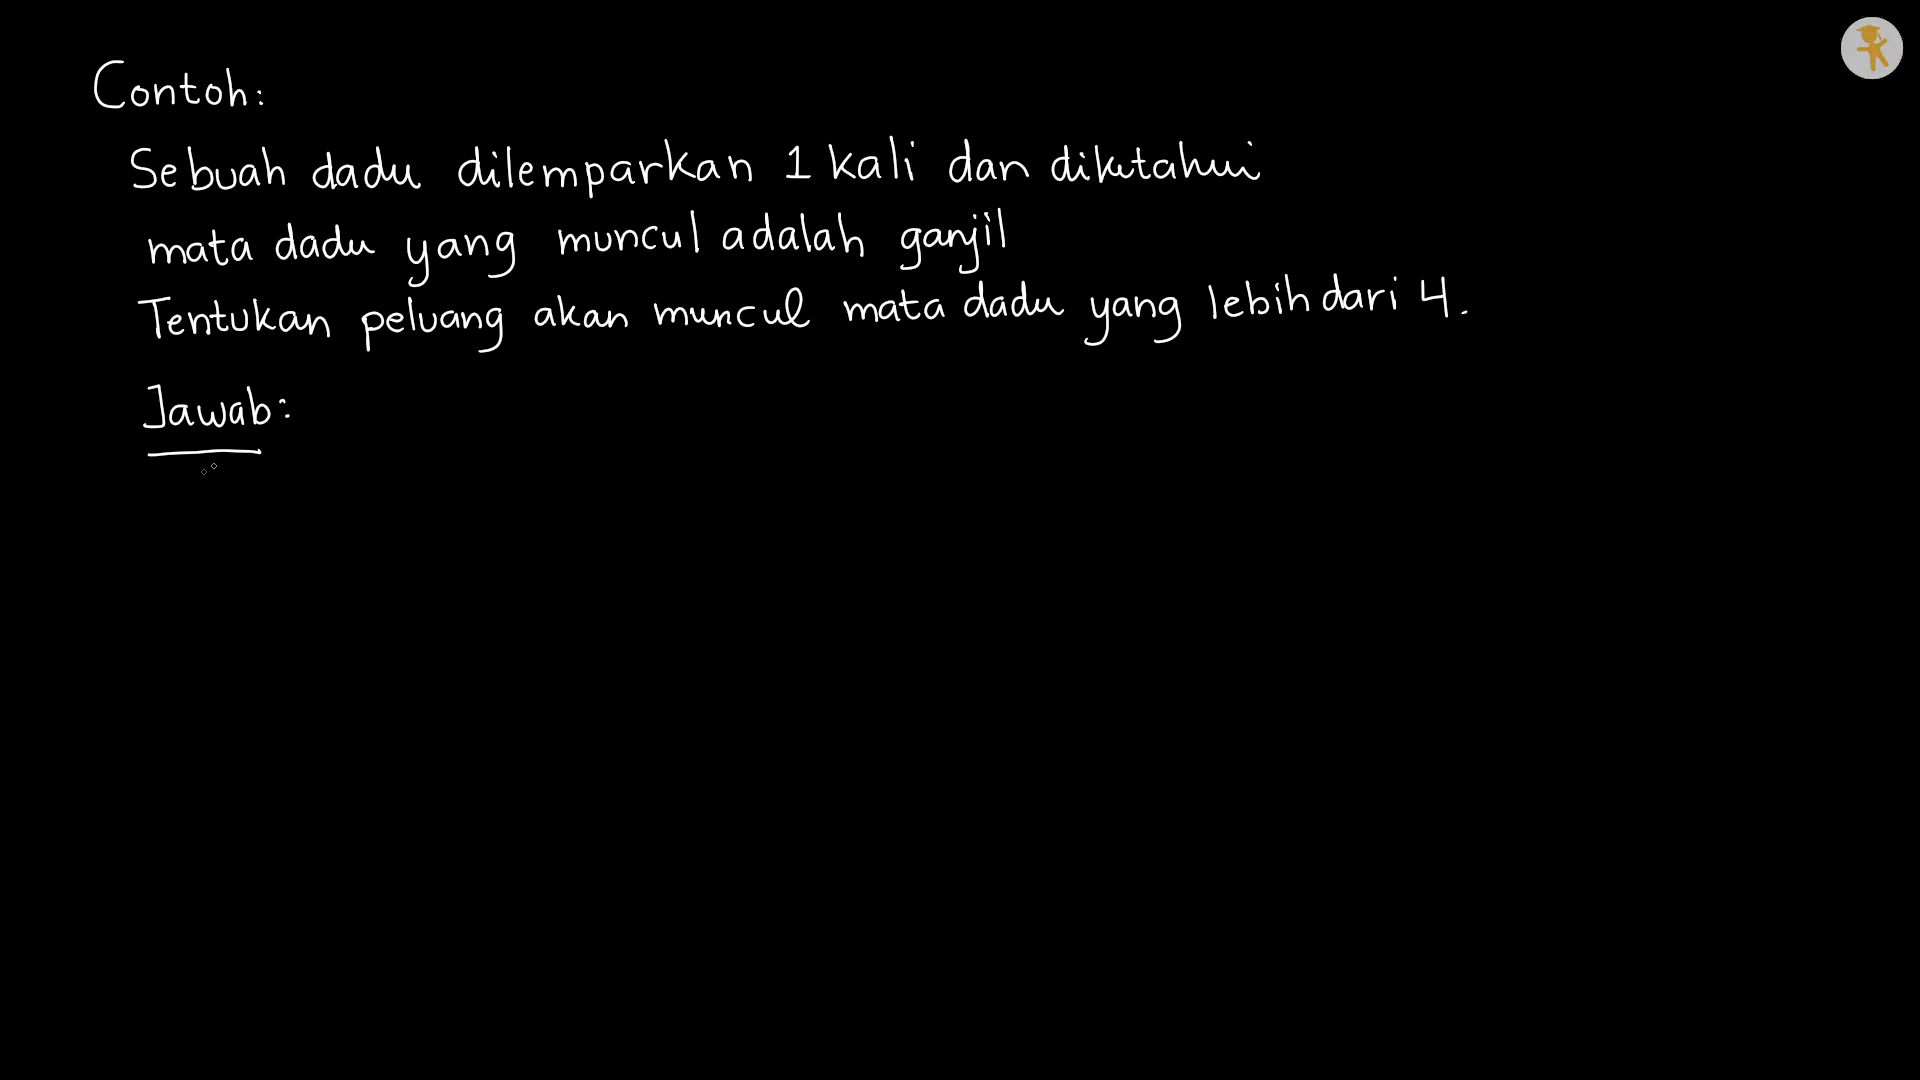 Contoh:
Sebuah dadu dilemparkan 1 kali dan diketahui
mata dadu yang muncul adalah ganjil
Tentukan peluang akan muncul mata dadu yang lebih dari 4.
Jawab: